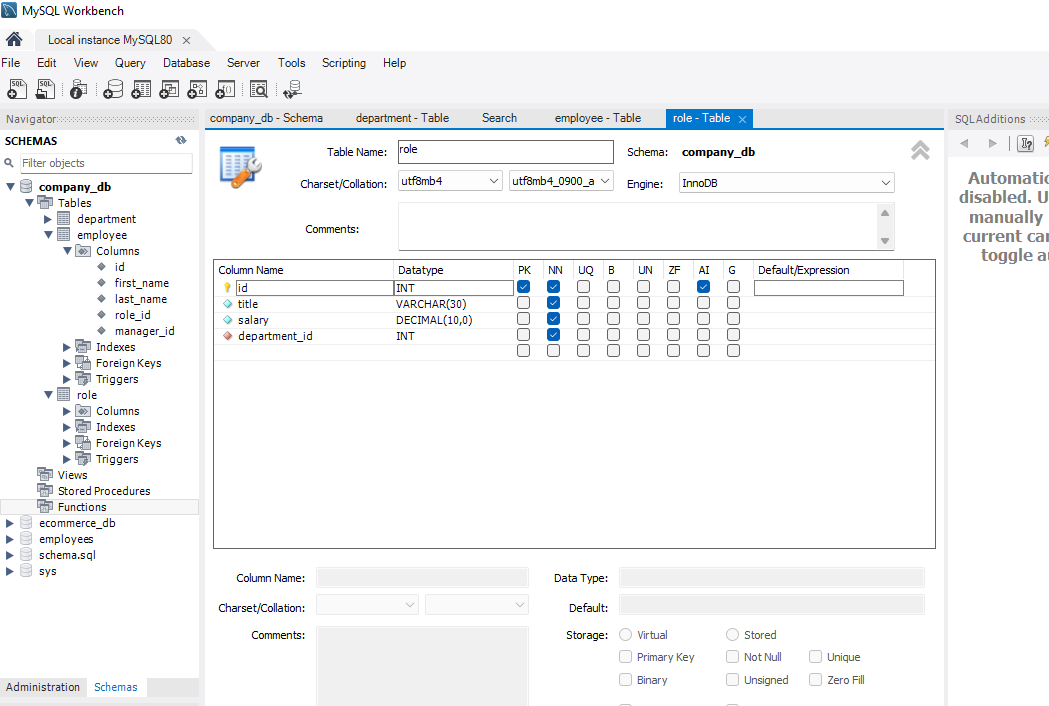 MySQL Workbench
Local instance MySQL80
File Edit View Query Database Server Tools Scripting Help
Navigator
SCHEMAS
Filter objects
company_db
Tables
department
employee
Columns
id
first_name
last_name
role_id
manager_id
Indexes
Foreign Keys
Triggers
role
Columns
Indexes
Foreign Keys
Triggers
Views
Stored Procedures
Functions
ecommerce_db
employees
schema.sql
sys
Administration Schemas
company_db - Schema department - Table Search employee - Table role - Table
Table Name: role Schema: company_db
Charset/Collation: utf8mb4 utf8mb4_0900_a Engine: InnoDB
Comments:
Column Name Datatype PK NN UQ B UN ZF AI G Default/Expression
id INT
title VARCHAR(30)
salary DECIMAL(10,0)
department_id INT
Column Name: Data Type:
Charset/Collation: Default:
Comments: Storage: Virtual Stored
Primary Key Not Null Unique
Binary Unsigned Zero Fill
SQLAdditions
Automatic
disabled. U
manually
current car
toggle au